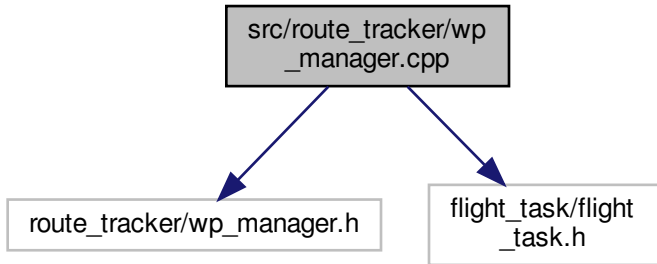 src/route_tracker/wp
_manager.cpp
route_tracker/wp_manager.h
flight_task/flight
_task.h